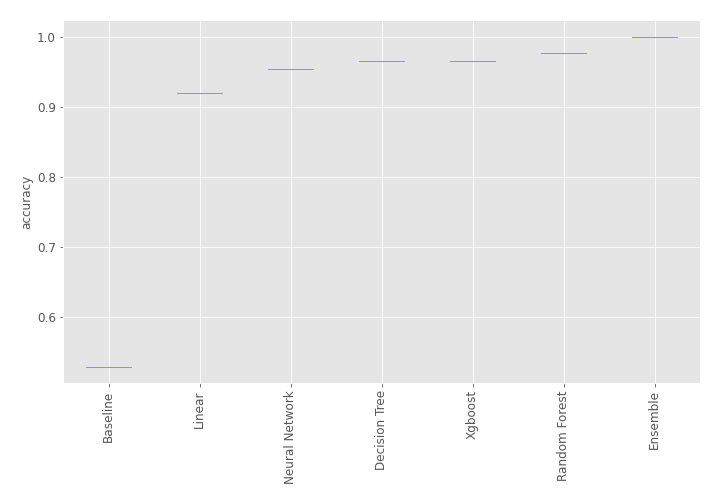 1.0
0.9
0.8
0.7
0.6
accuracy
Baseline
Linear
Neural Network
Decision Tree
Xgboost
Random Forest
Ensemble